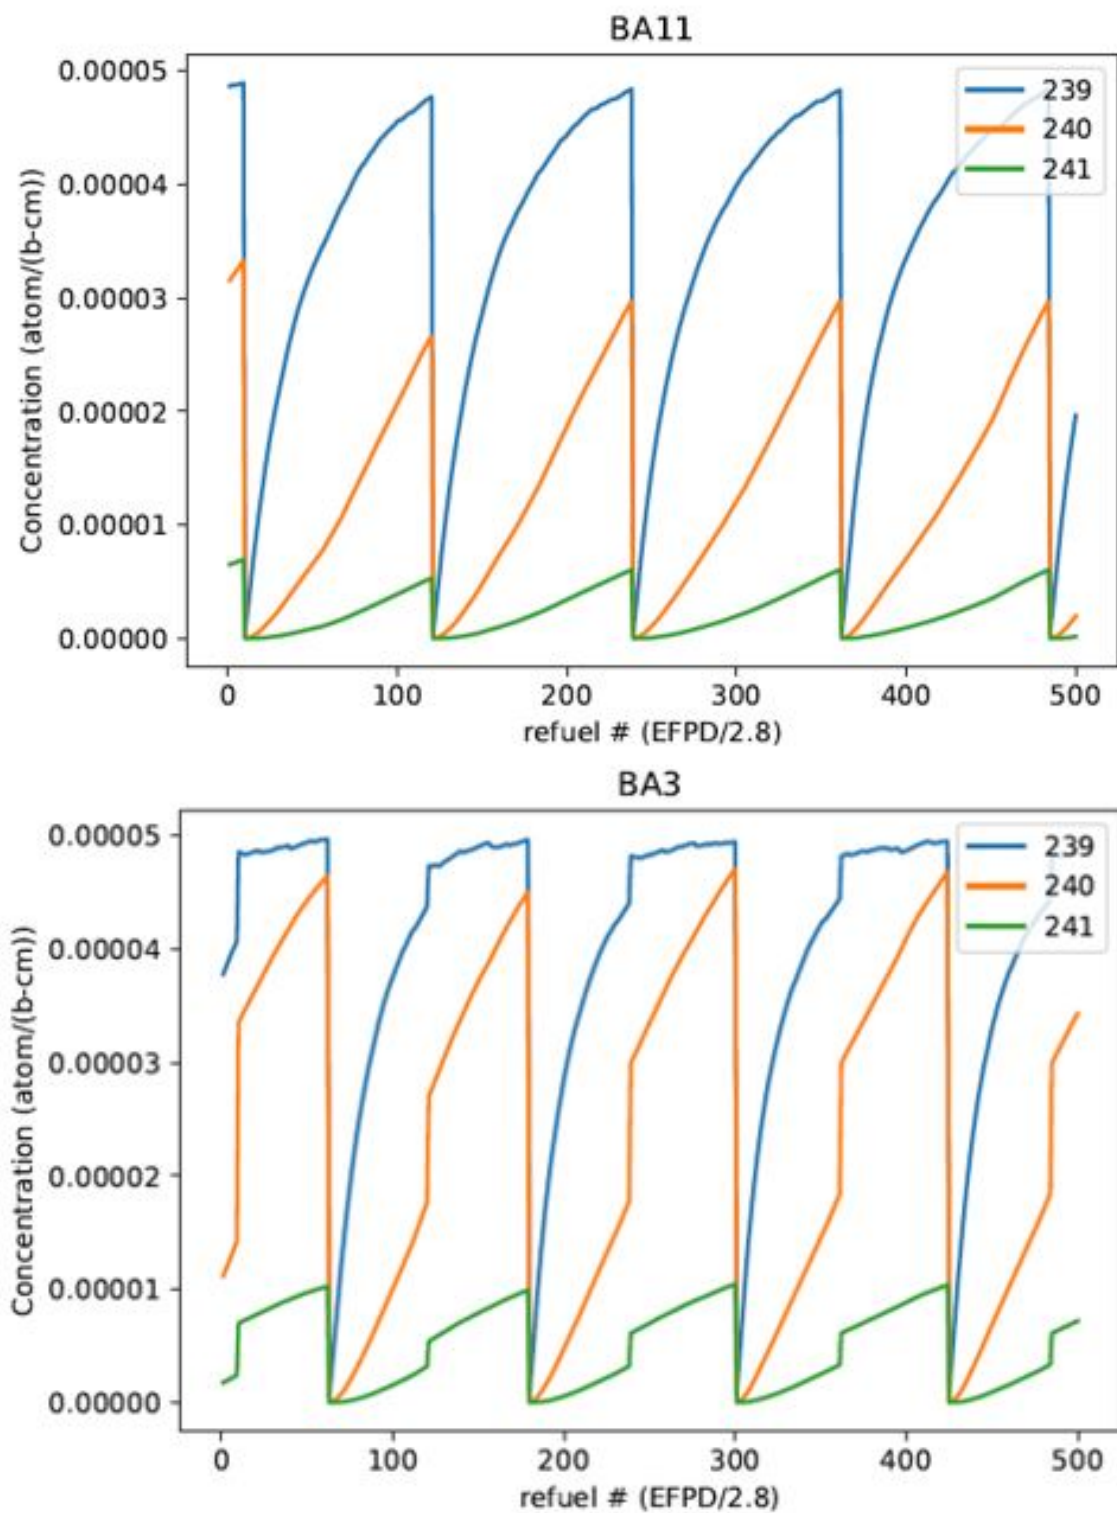 BA11
Concentration (atom/(b-cm))
0.00005
0.00004
0.00003
0.00002
0.00001
0.00000
239
240
241
0 100 200 300 400 500
refuel # (EFPD/2.8)
BA3
Concentration (atom/(b-cm))
0.00005
0.00004
0.00003
0.00002
0.00001
0.00000
239
240
241
0 100 200 300 400 500
refuel # (EFPD/2.8)